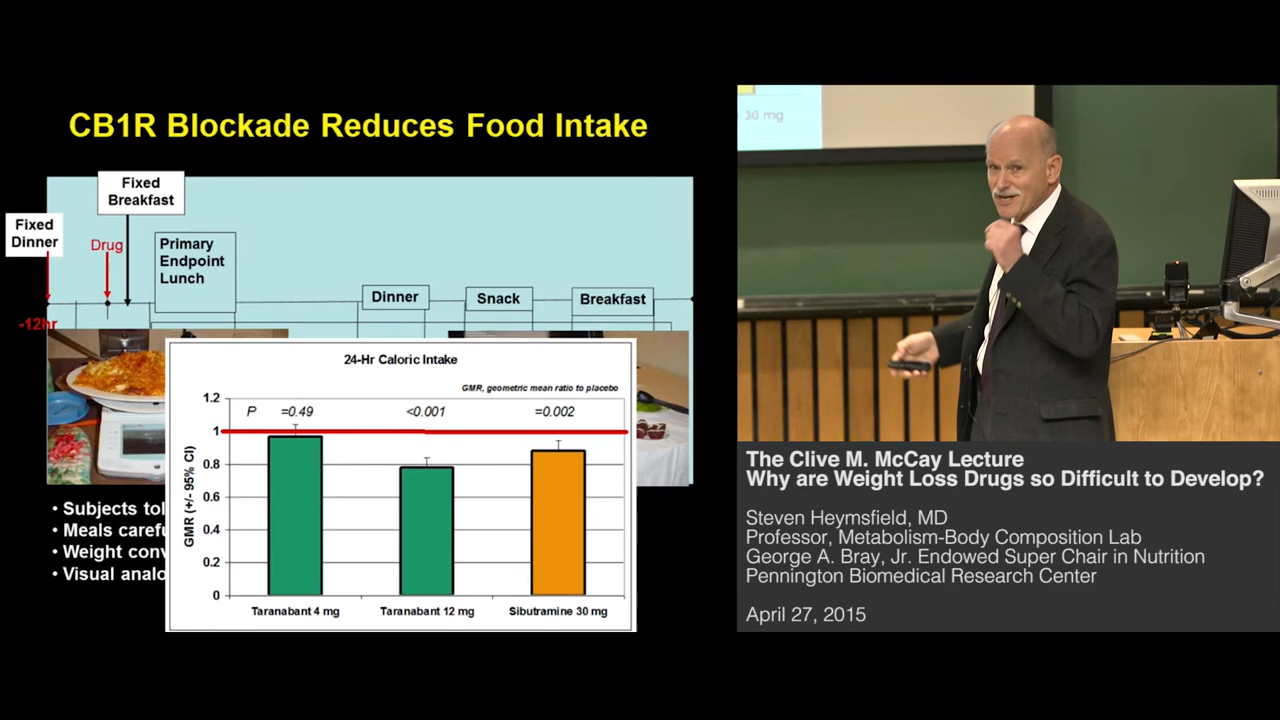 CB1R Blockade Reduces Food Intake
Fixed
Breakfast
Fixed
Dinner
Drug
Primary
Endpoint
Lunch
Dinner
Snack
Breakfast
-12hr
24-Hr Caloric Intake
GMR, geometric mean ratio to placebo
P =0.49 <0.001 =0.002
GMR (+/- 95% CI)
1.2
1
0.8
0.6
0.4
0.2
0
Taranabant 4 mg Taranabant 12 mg Sibutramine 30 mg
• Subjects tol
• Meals carefu
• Weight conv
• Visual analo
30 mg
The Clive M. McCay Lecture
Why are Weight Loss Drugs so Difficult to Develop?
Steven Heymsfield, MD
Professor, Metabolism-Body Composition Lab
George A. Bray, Jr. Endowed Super Chair in Nutrition
Pennington Biomedical Research Center
April 27, 2015